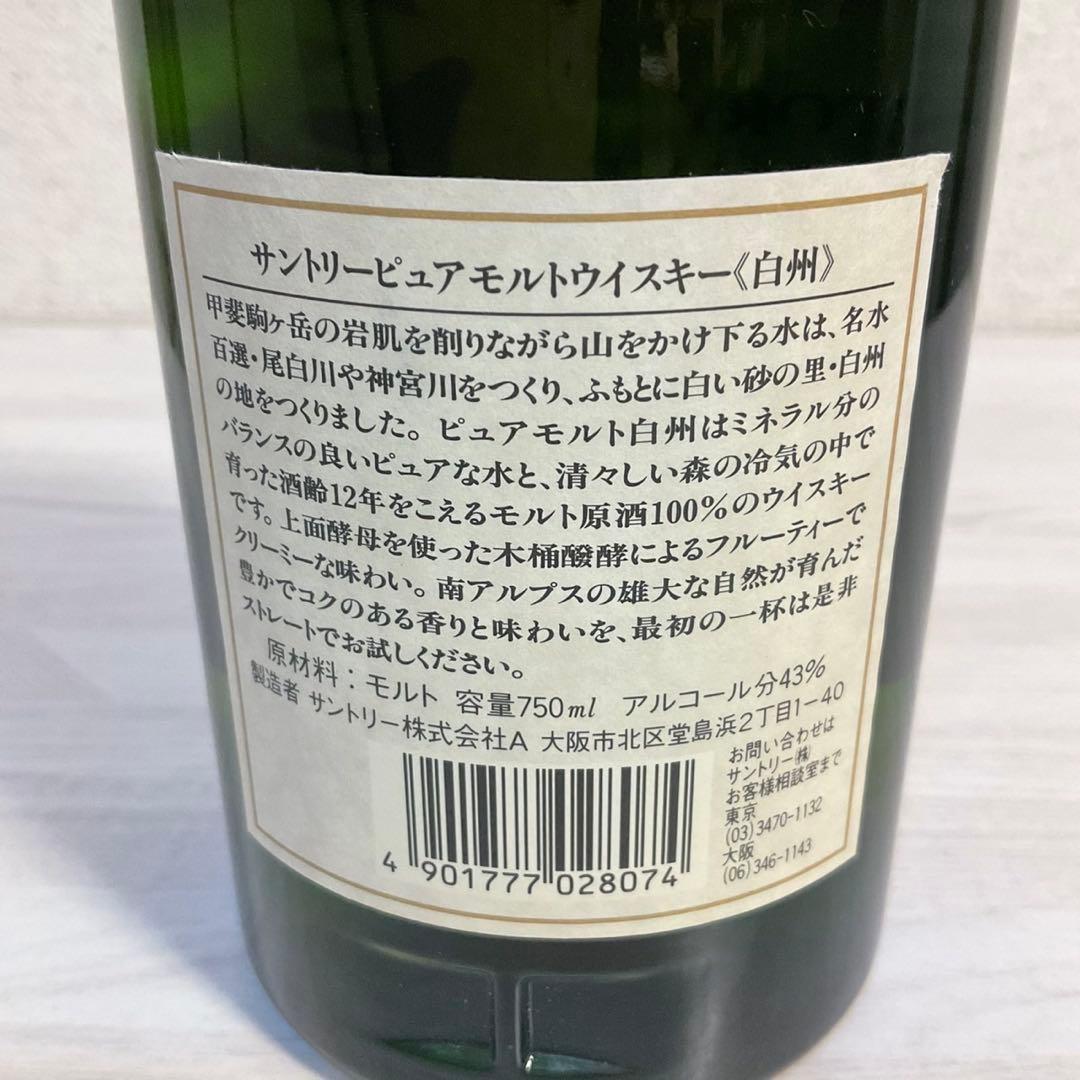 サントリーピュアモルトウイスキー《白州》
甲斐駒ヶ岳の岩肌を削りながら山をかけ下る水は、名水
百選・尾白川や神宮川をつくり、ふもとに白い砂の里・白州
の地をつくりました。ピュアモルト白州はミネラル分の
バランスの良いピュアな水と、清々しい森の冷気の中で
育った酒齢12年をこえるモルト原酒100%のウイスキー
です。上面酵母を使った木桶醗酵によるフルーティーで
クリーミーな味わい。南アルプスの雄大な自然が育んだ
豊かでコクのある香りと味わいを、最初の一杯は是非
ストレートでお試しください。
原材料：モルト 容量750ml アルコール分43%
製造者 サントリー株式会社A 大阪市北区堂島浜2丁目1-40
お問い合わせは
サントリー㈱
お客様相談室まで
東京
(03)3470-1132
大阪
(06)346-1143
4 901777 028074